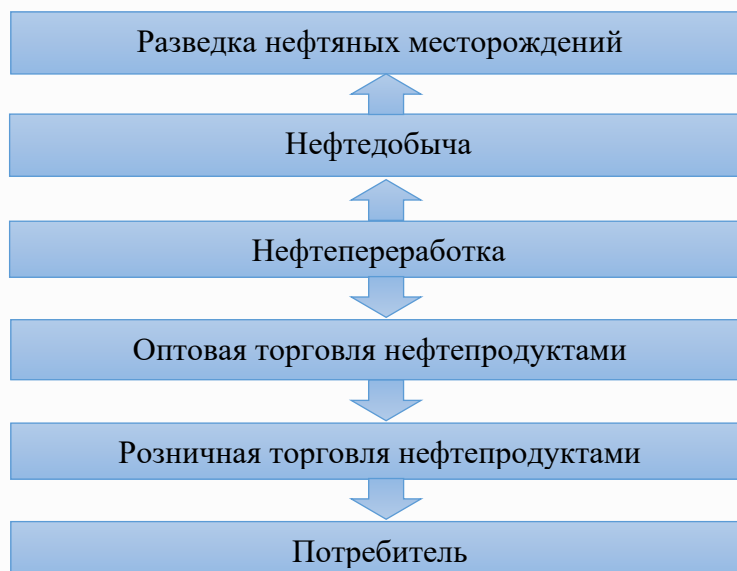 Разведка нефтяных месторождений
Нефтедобыча
Нефтепереработка
Оптовая торговля нефтепродуктами
Розничная торговля нефтепродуктами
Потребитель